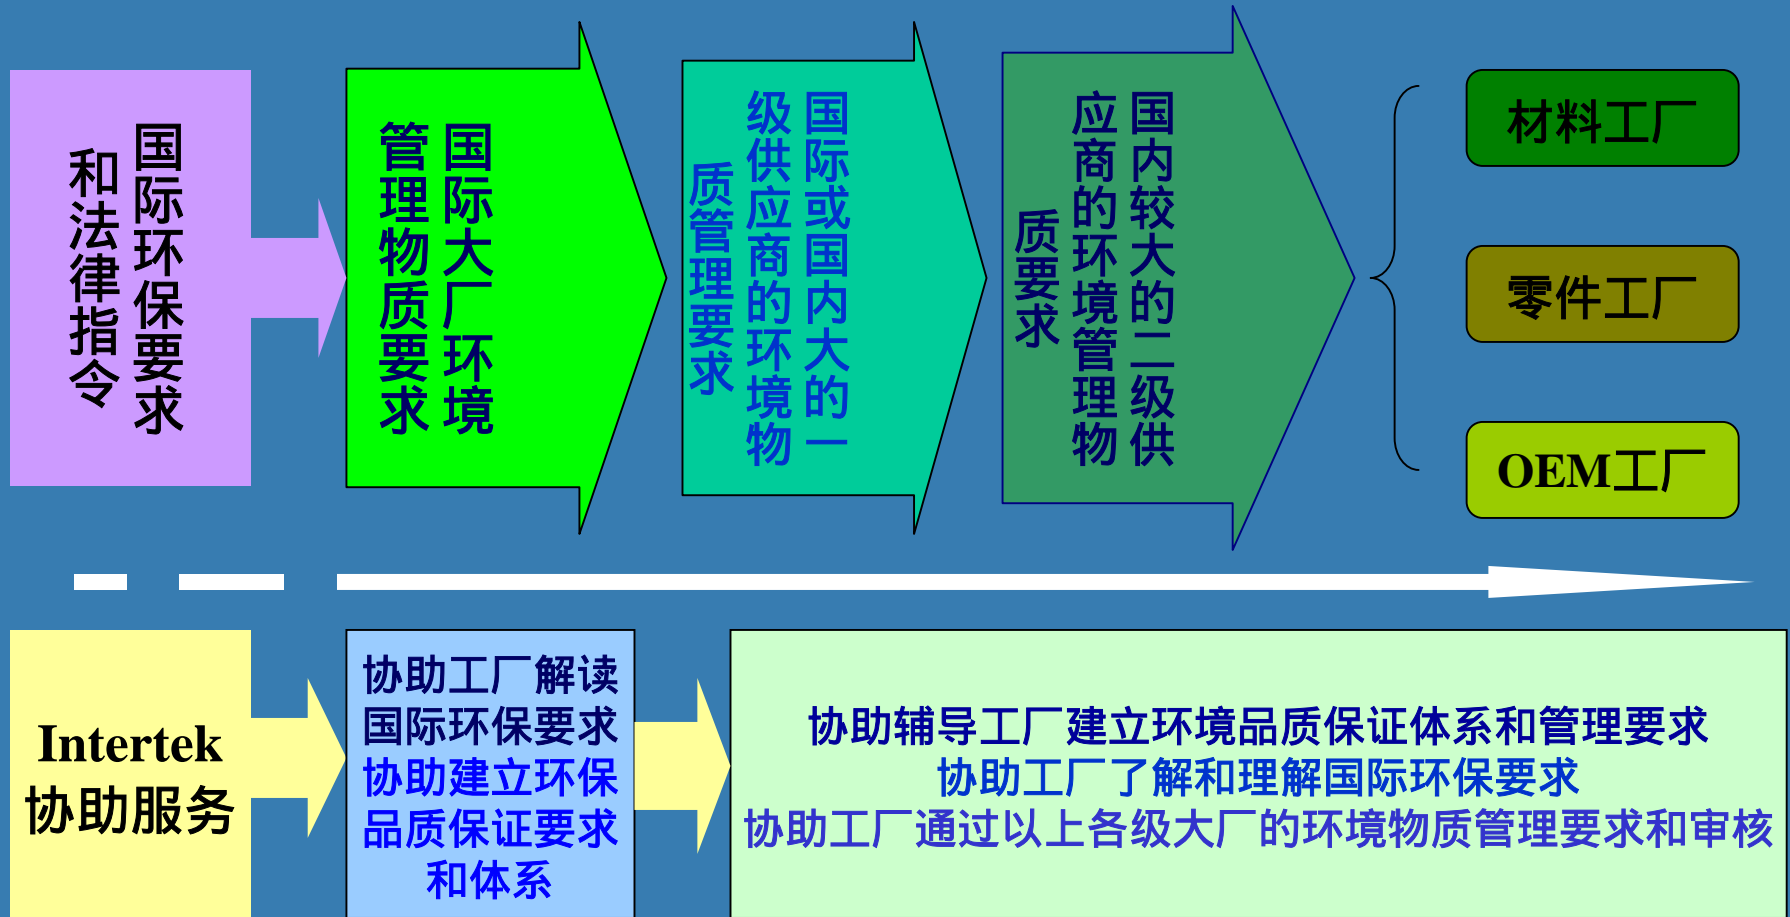 国际环保要求
和法律指令
国际大厂环境
管理物质要求
国际或国内大的一
级供应商的环境物
质管理要求
国内较大的二级供
应商的环境管理物
质要求
材料工厂
零件工厂
OEM工厂
Intertek
协助服务
协助工厂解读
国际环保要求
协助建立环保
品质保证要求
和体系
协助辅导工厂建立环境品质保证体系和管理要求
协助工厂了解和理解国际环保要求
协助工厂通过以上各级大厂的环境物质管理要求和审核